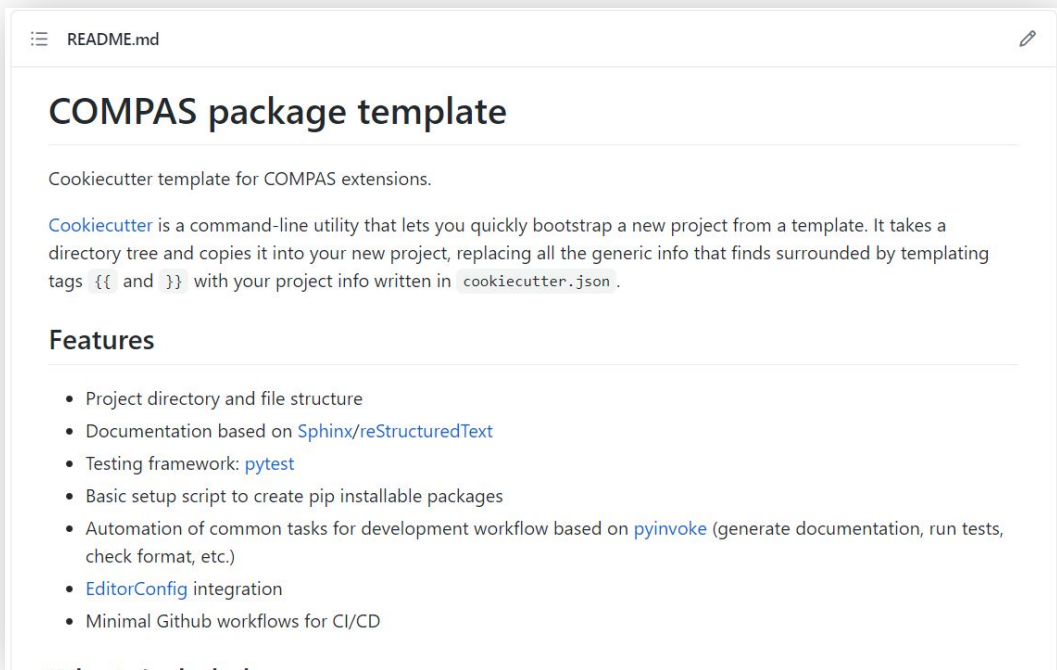 README.md
COMPAS package template
Cookiecutter template for COMPAS extensions.
Cookiecutter is a command-line utility that lets you quickly bootstrap a new project from a template. It takes a
directory tree and copies it into your new project, replacing all the generic info that finds surrounded by templating
tags {{ and }} with your project info written in cookiecutter.json.
Features
Project directory and file structure
Documentation based on Sphinx/reStructuredText
Testing framework: pytest
Basic setup script to create pip installable packages
Automation of common tasks for development workflow based on pyinvoke (generate documentation, run tests,
check format, etc.)
EditorConfig integration
Minimal Github workflows for CI/CD